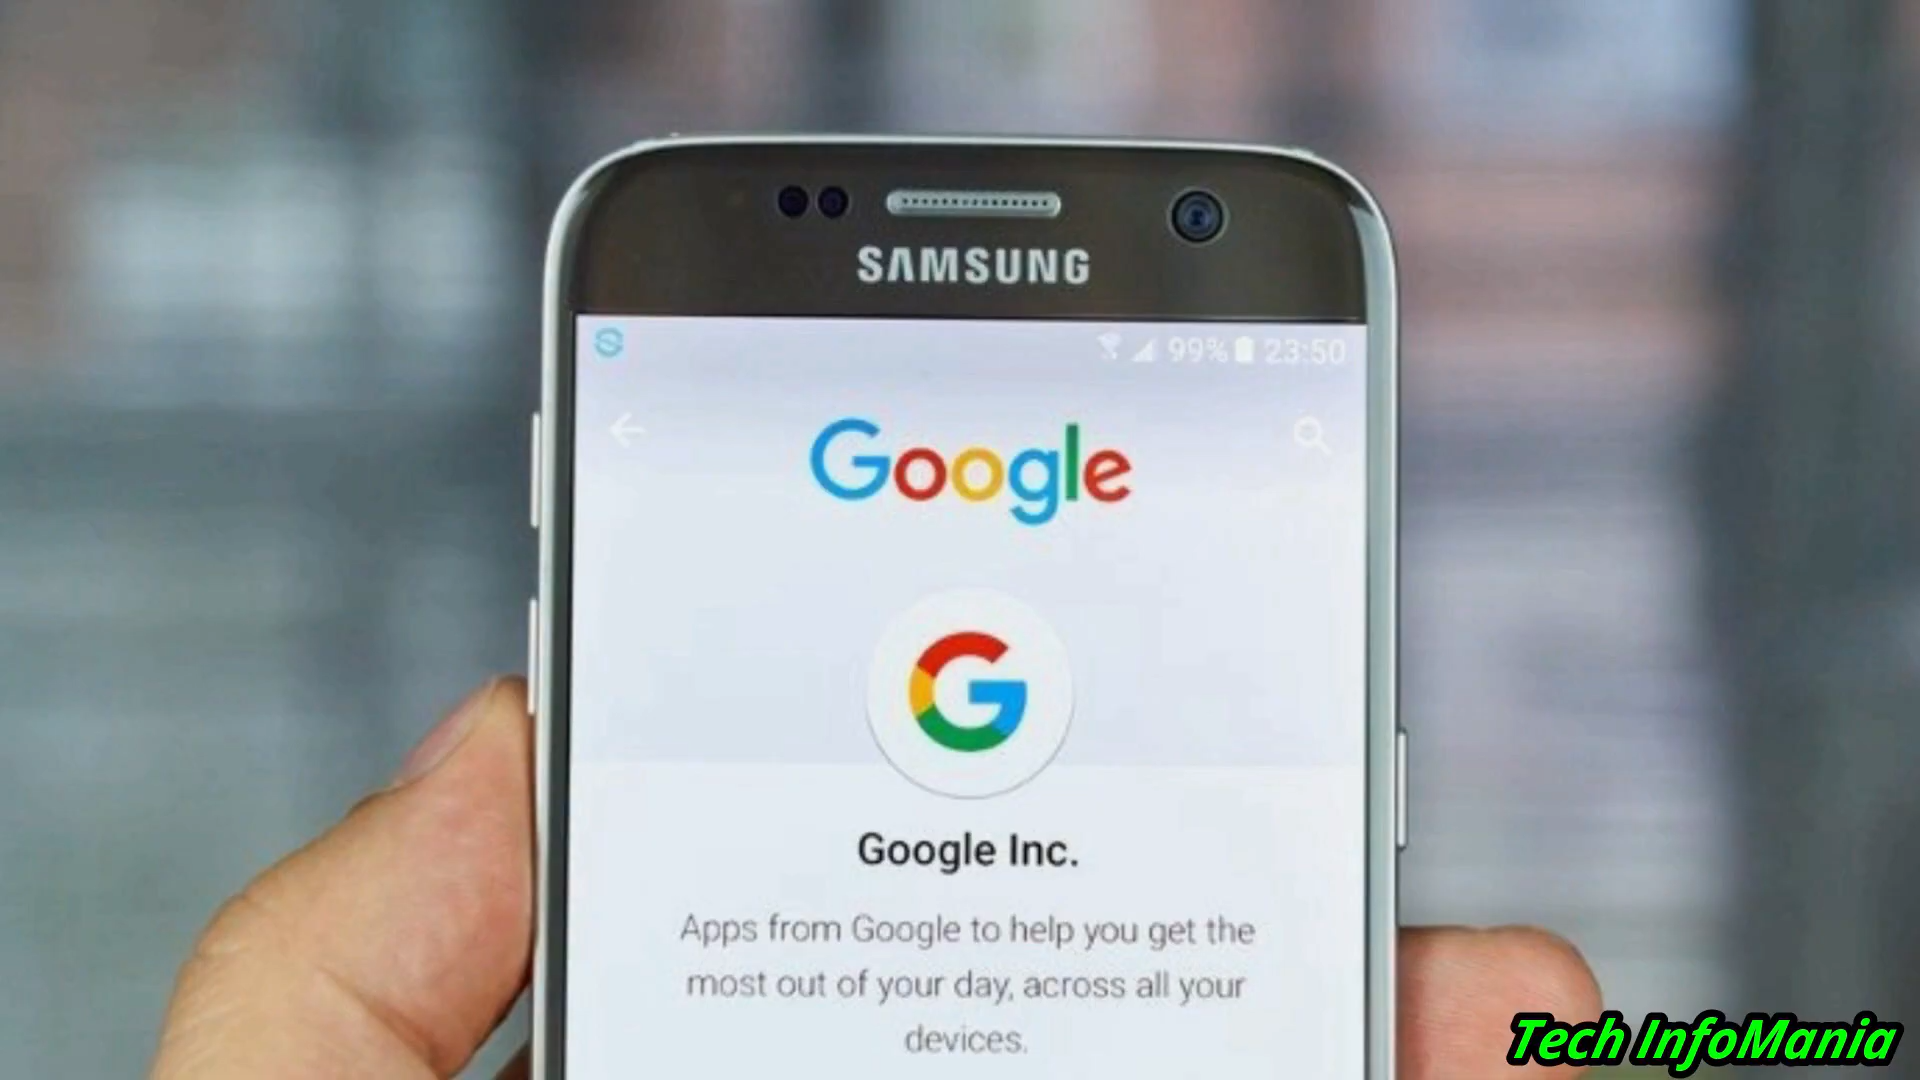 SAMSUNG
99% 23:50
Google
G
Google Inc.
Apps from Google to help you get the
most out of your day, across all your
devices.
Tech InfoMania